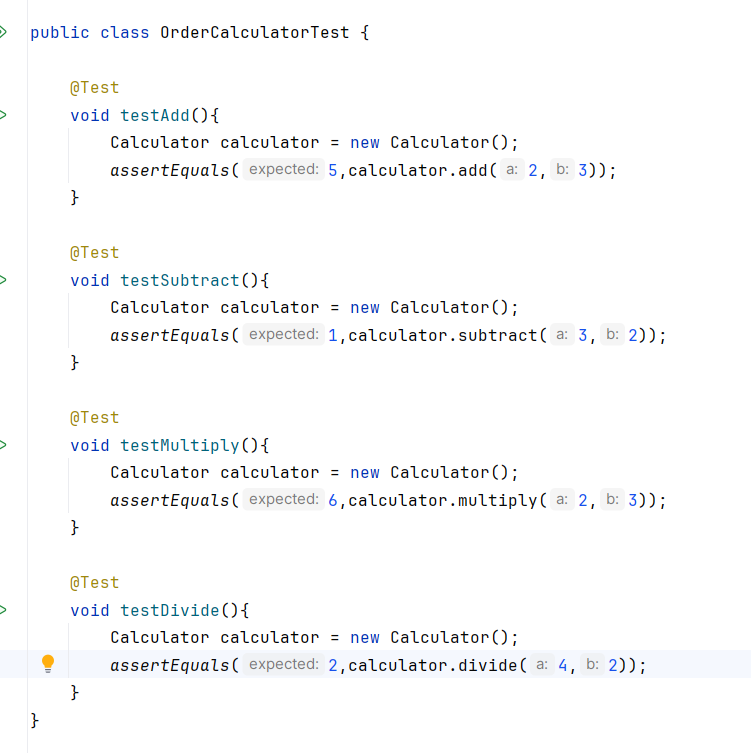 public class OrderCalculatorTest {
@Test
void testAdd(){
Calculator calculator = new Calculator();
assertEquals( expected: 5,calculator.add( a: 2, b: 3));
}
@Test
void testSubtract(){
Calculator calculator = new Calculator();
assertEquals( expected: 1,calculator.subtract( a: 3, b: 2));
}
@Test
void testMultiply(){
Calculator calculator = new Calculator();
assertEquals( expected: 6,calculator.multiply( a: 2, b: 3));
}
@Test
void testDivide(){
Calculator calculator = new Calculator();
assertEquals( expected: 2,calculator.divide( a: 4, b: 2));
}
}